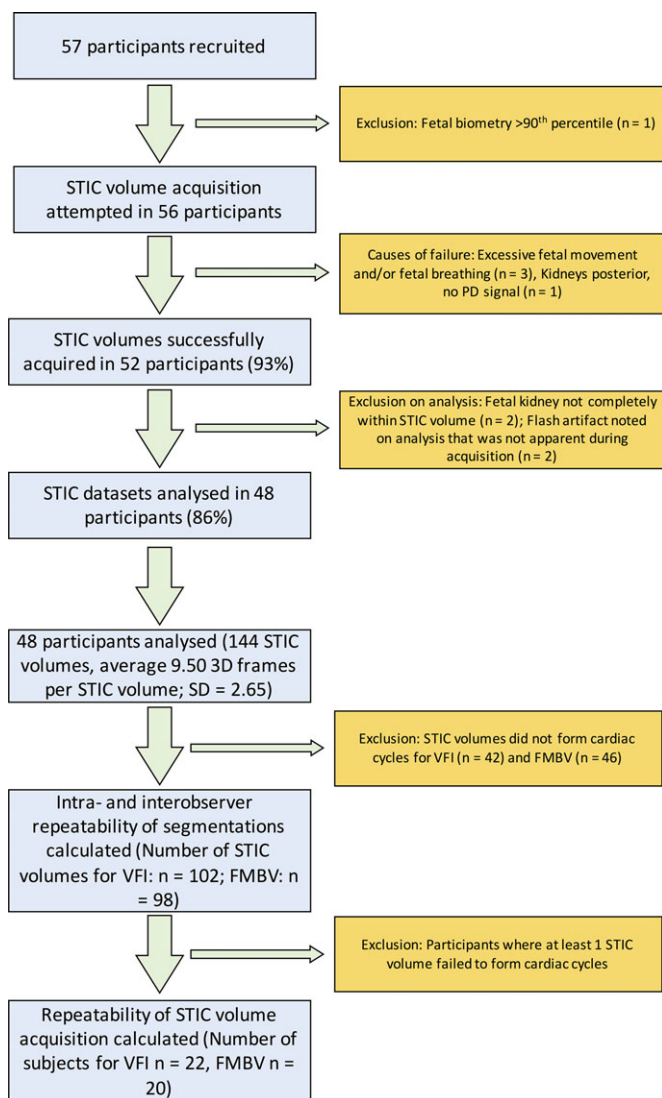 57 participants recruited
Exclusion: Fetal biometry >90th percentile (n = 1)
STIC volume acquisition
attempted in 56 participants
Causes of failure: Excessive fetal movement
and/or fetal breathing (n = 3), Kidneys posterior,
no PD signal (n = 1)
STIC volumes successfully
acquired in 52 participants (93%)
Exclusion on analysis: Fetal kidney not completely
within STIC volume (n = 2); Flash artifact noted
on analysis that was not apparent during
acquisition (n = 2)
STIC datasets analysed in 48
participants (86%)
48 participants analysed (144 STIC
volumes, average 9.50 3D frames
per STIC volume; SD = 2.65)
Exclusion: STIC volumes did not form cardiac
cycles for VFI (n = 42) and FMBV (n = 46)
Intra- and interobserver
repeatability of segmentations
calculated (Number of STIC
volumes for VFI: n = 102; FMBV: n
= 98)
Exclusion: Participants where at least 1 STIC
volume failed to form cardiac cycles
Repeatability of STIC volume
acquisition calculated (Number of
subjects for VFI n = 22, FMBV n =
20)